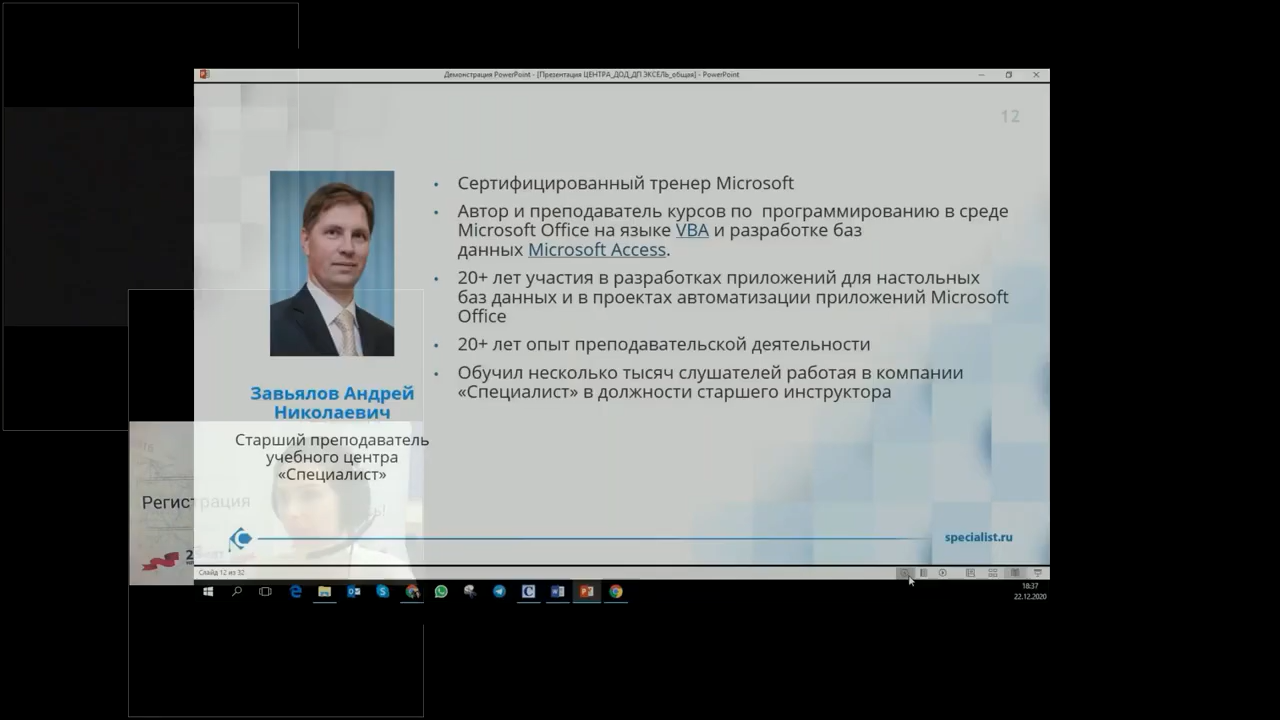 Демонстрация PowerPoint - [Презентация ЦЕНТРА_ДОД_ДП ЭКСЕЛЬ_общая] - PowerPoint
12
• Сертифицированный тренер Microsoft
• Автор и преподаватель курсов по программированию в среде
Microsoft Office на языке VBA и разработке баз
данных Microsoft Access.
• 20+ лет участия в разработках приложений для настольных
баз данных и в проектах автоматизации приложений Microsoft
Office
• 20+ лет опыт преподавательской деятельности
• Обучил несколько тысяч слушателей работая в компании
«Специалист» в должности старшего инструктора
Завьялов Андрей
Николаевич
Старший преподаватель
учебного центра
«Специалист»
Регистрация
specialist.ru
Слайд 12 из 32
18:37
22.12.2020